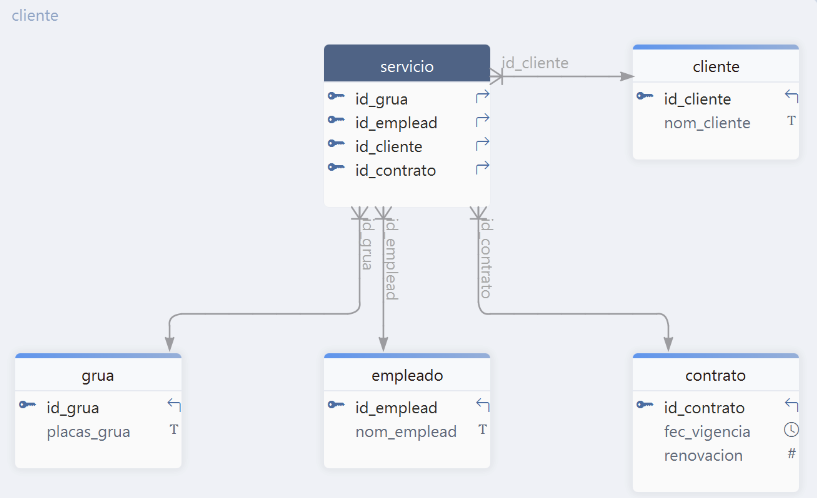 cliente
servicio
id_grua
id_emplead
id_cliente
id_contrato
id_cliente
cliente
id_cliente
nom_cliente T
id_grua
id_emplead
id_contrato
grua
id_grua
placas_grua T
empleado
id_emplead
nom_emplead T
contrato
id_contrato
fec_vigencia
renovacion #